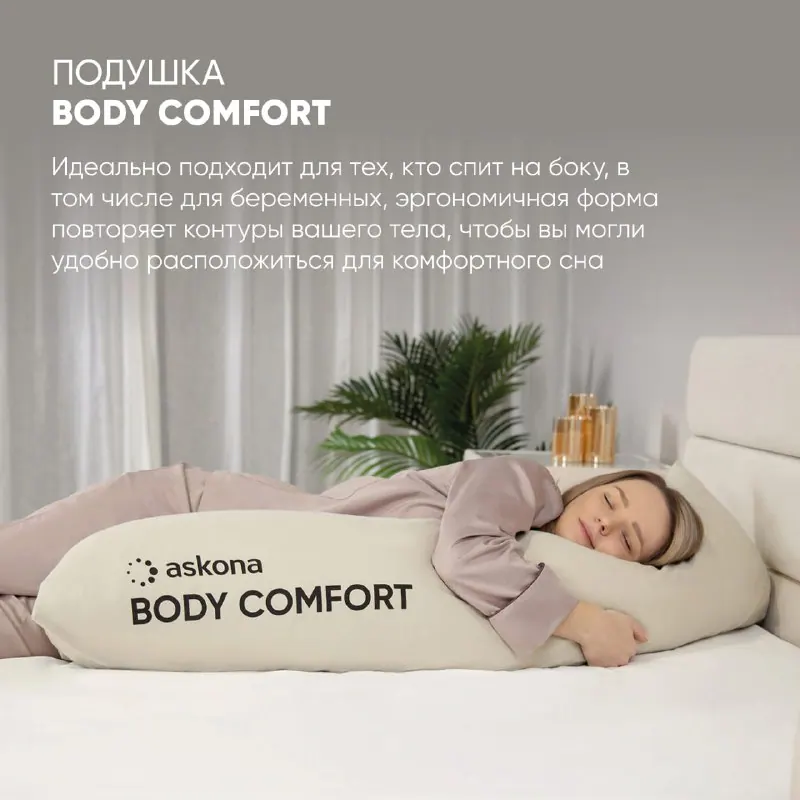 ПОДУШКА
BODY COMFORT
Идеально подходит для тех, кто спит на боку, в
том числе для беременных, эргономичная форма
повторяет контуры вашего тела, чтобы вы могли
удобно расположиться для комфортного сна
askona
BODY COMFORT